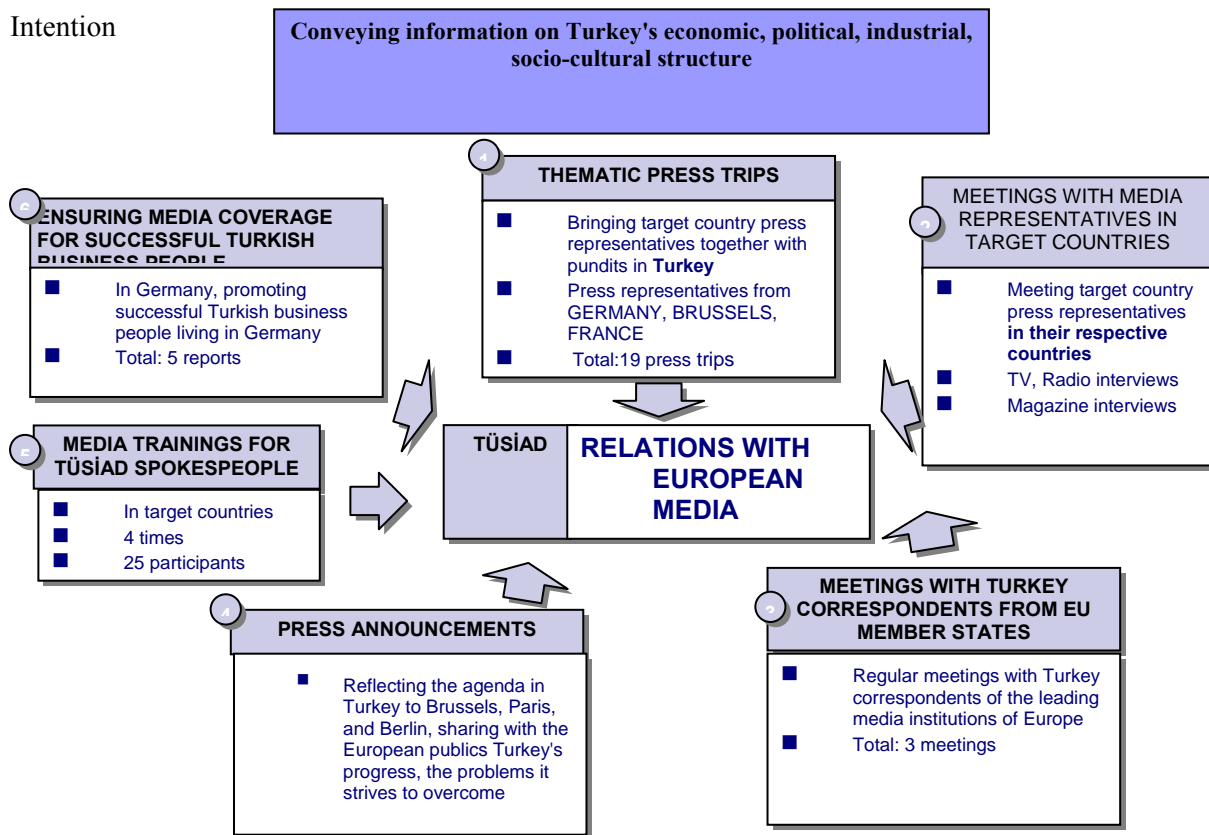 Intention
Conveying information on Turkey's economic, political, industrial,
socio-cultural structure
THEMATIC PRESS TRIPS
■ Bringing target country press
representatives together with
pundits in Turkey
■ Press representatives from
GERMANY, BRUSSELS,
FRANCE
■ Total:19 press trips
MEETINGS WITH MEDIA
REPRESENTATIVES IN
TARGET COUNTRIES
■ Meeting target country
press representatives
in their respective
countries
■ TV, Radio interviews
■ Magazine interviews
MEETINGS WITH TURKEY
CORRESPONDENTS FROM EU
MEMBER STATES
■ Regular meetings with Turkey
correspondents of the leading
media institutions of Europe
■ Total: 3 meetings
PRESS ANNOUNCEMENTS
■ Reflecting the agenda in
Turkey to Brussels, Paris,
and Berlin, sharing with the
European publics Turkey's
progress, the problems it
strives to overcome
MEDIA TRAININGS FOR
TÜSİAD SPOKESPEOPLE
■ In target countries
■ 4 times
■ 25 participants
ENSURING MEDIA COVERAGE
FOR SUCCESSFUL TURKISH
BUSINESS PEOPLE
■ In Germany, promoting
successful Turkish business
people living in Germany
■ Total: 5 reports
TÜSİAD
RELATIONS WITH
EUROPEAN
MEDIA